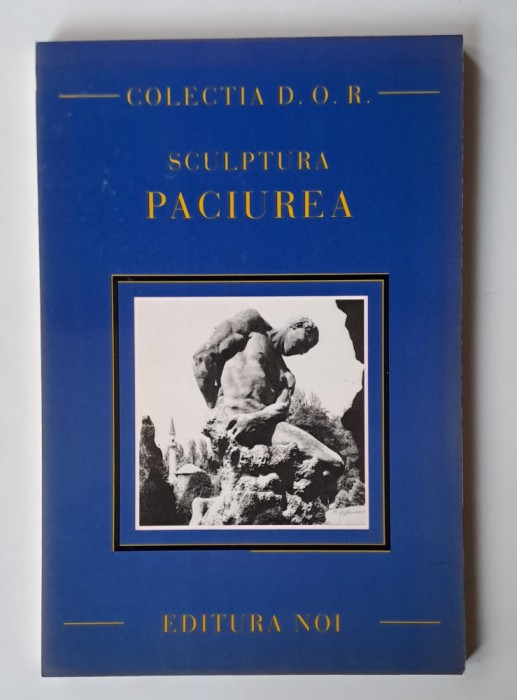 COLECTIA D. O. R.
SCULPTURA
PACIUREA
EDITURA NOI